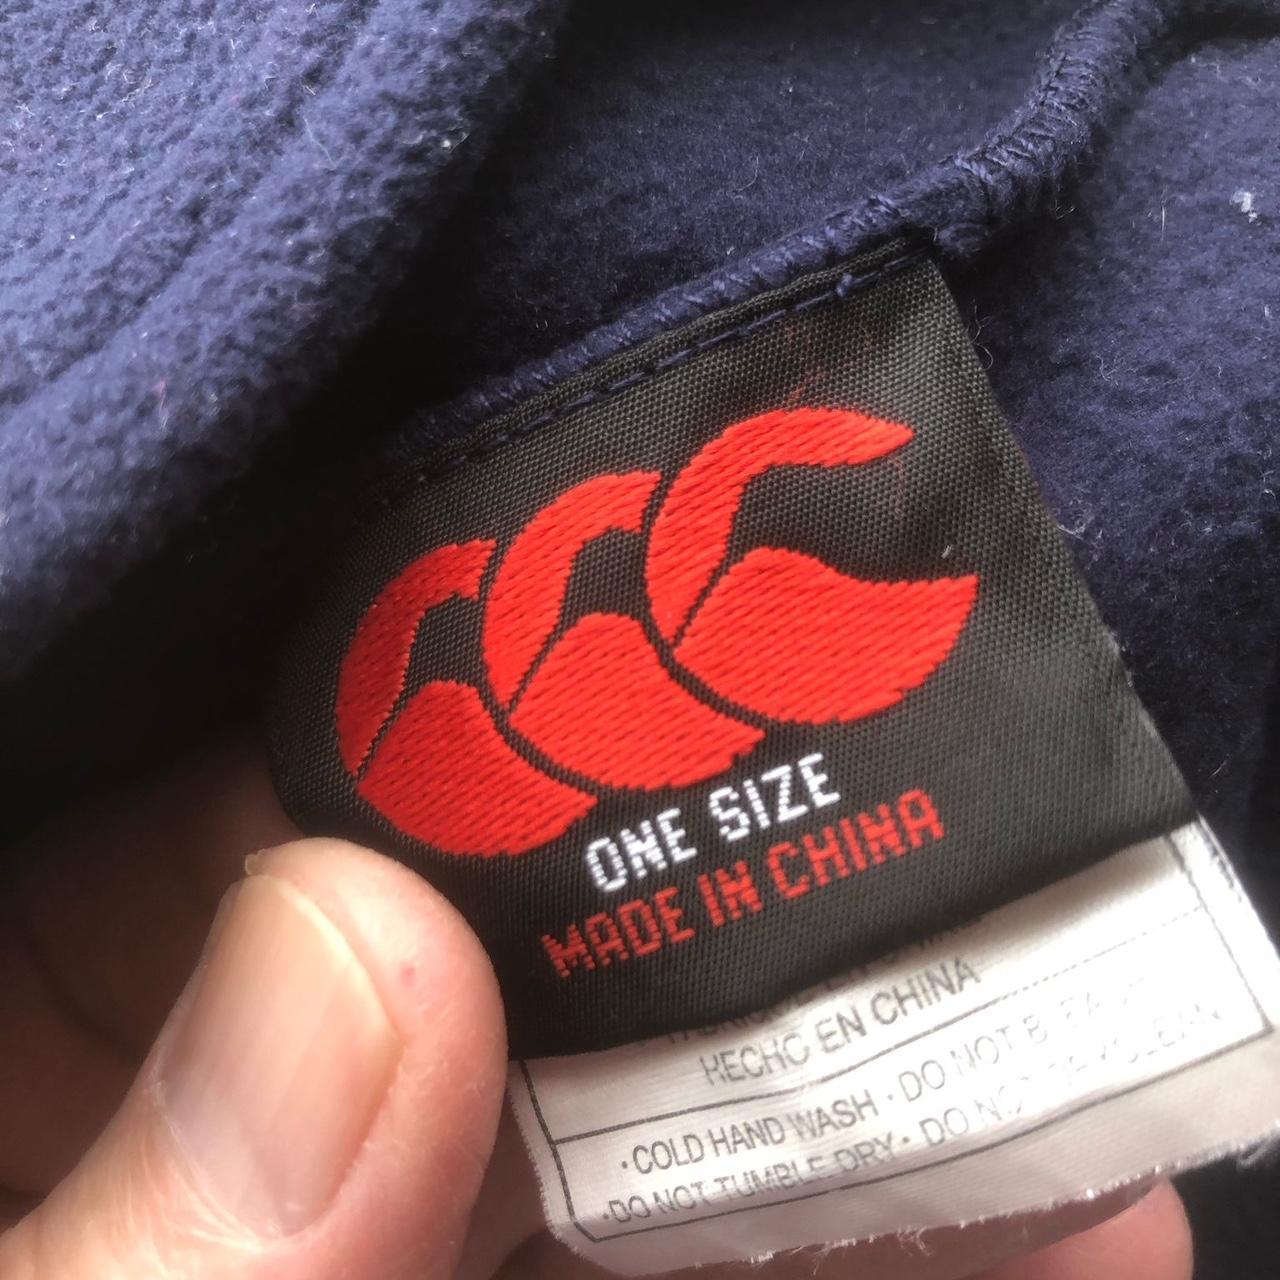 ONE SIZE
MADE IN CHINA
HECHO EN CHINA
·COLD HAND WASH · DO NOT
·DO NOT TUMBLE DRY · DO NOT